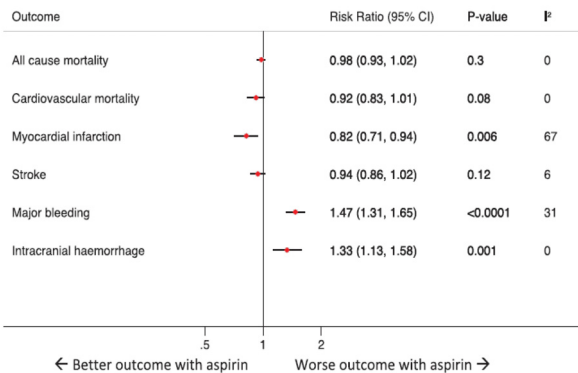 Outcome Risk Ratio (95% CI) P-value I²
All cause mortality 0.98 (0.93, 1.02) 0.3 0
Cardiovascular mortality 0.92 (0.83, 1.01) 0.08 0
Myocardial infarction 0.82 (0.71, 0.94) 0.006 67
Stroke 0.94 (0.86, 1.02) 0.12 6
Major bleeding 1.47 (1.31, 1.65) <0.0001 31
Intracranial haemorrhage 1.33 (1.13, 1.58) 0.001 0
.5 1 2
← Better outcome with aspirin Worse outcome with aspirin →